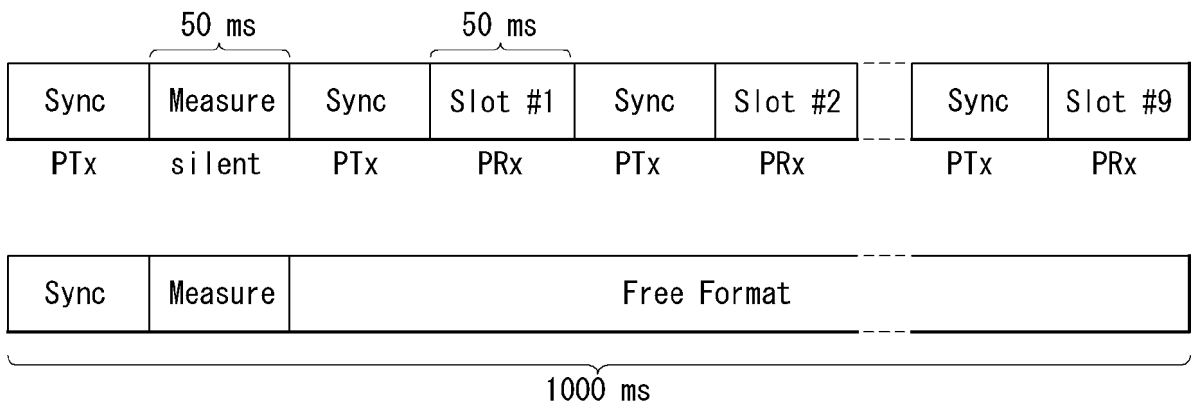 50 ms 50 ms
Sync Measure Sync Slot #1 Sync Slot #2 Sync Slot #9
PTx silent PTx PRx PTx PRx PTx PRx
Sync Measure Free Format
1000 ms